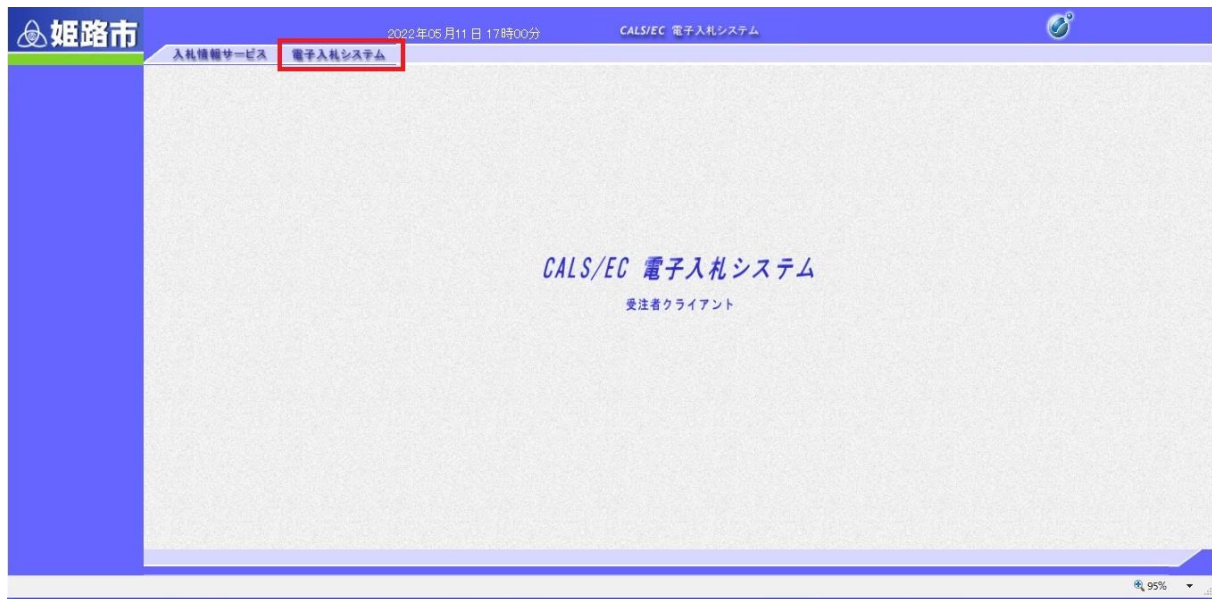 姫路市
2022年05月11日 17時00分
CALS/EC 電子入札システム
入札情報サービス
電子入札システム
CALS/EC 電子入札システム
受注者クライアント
95%